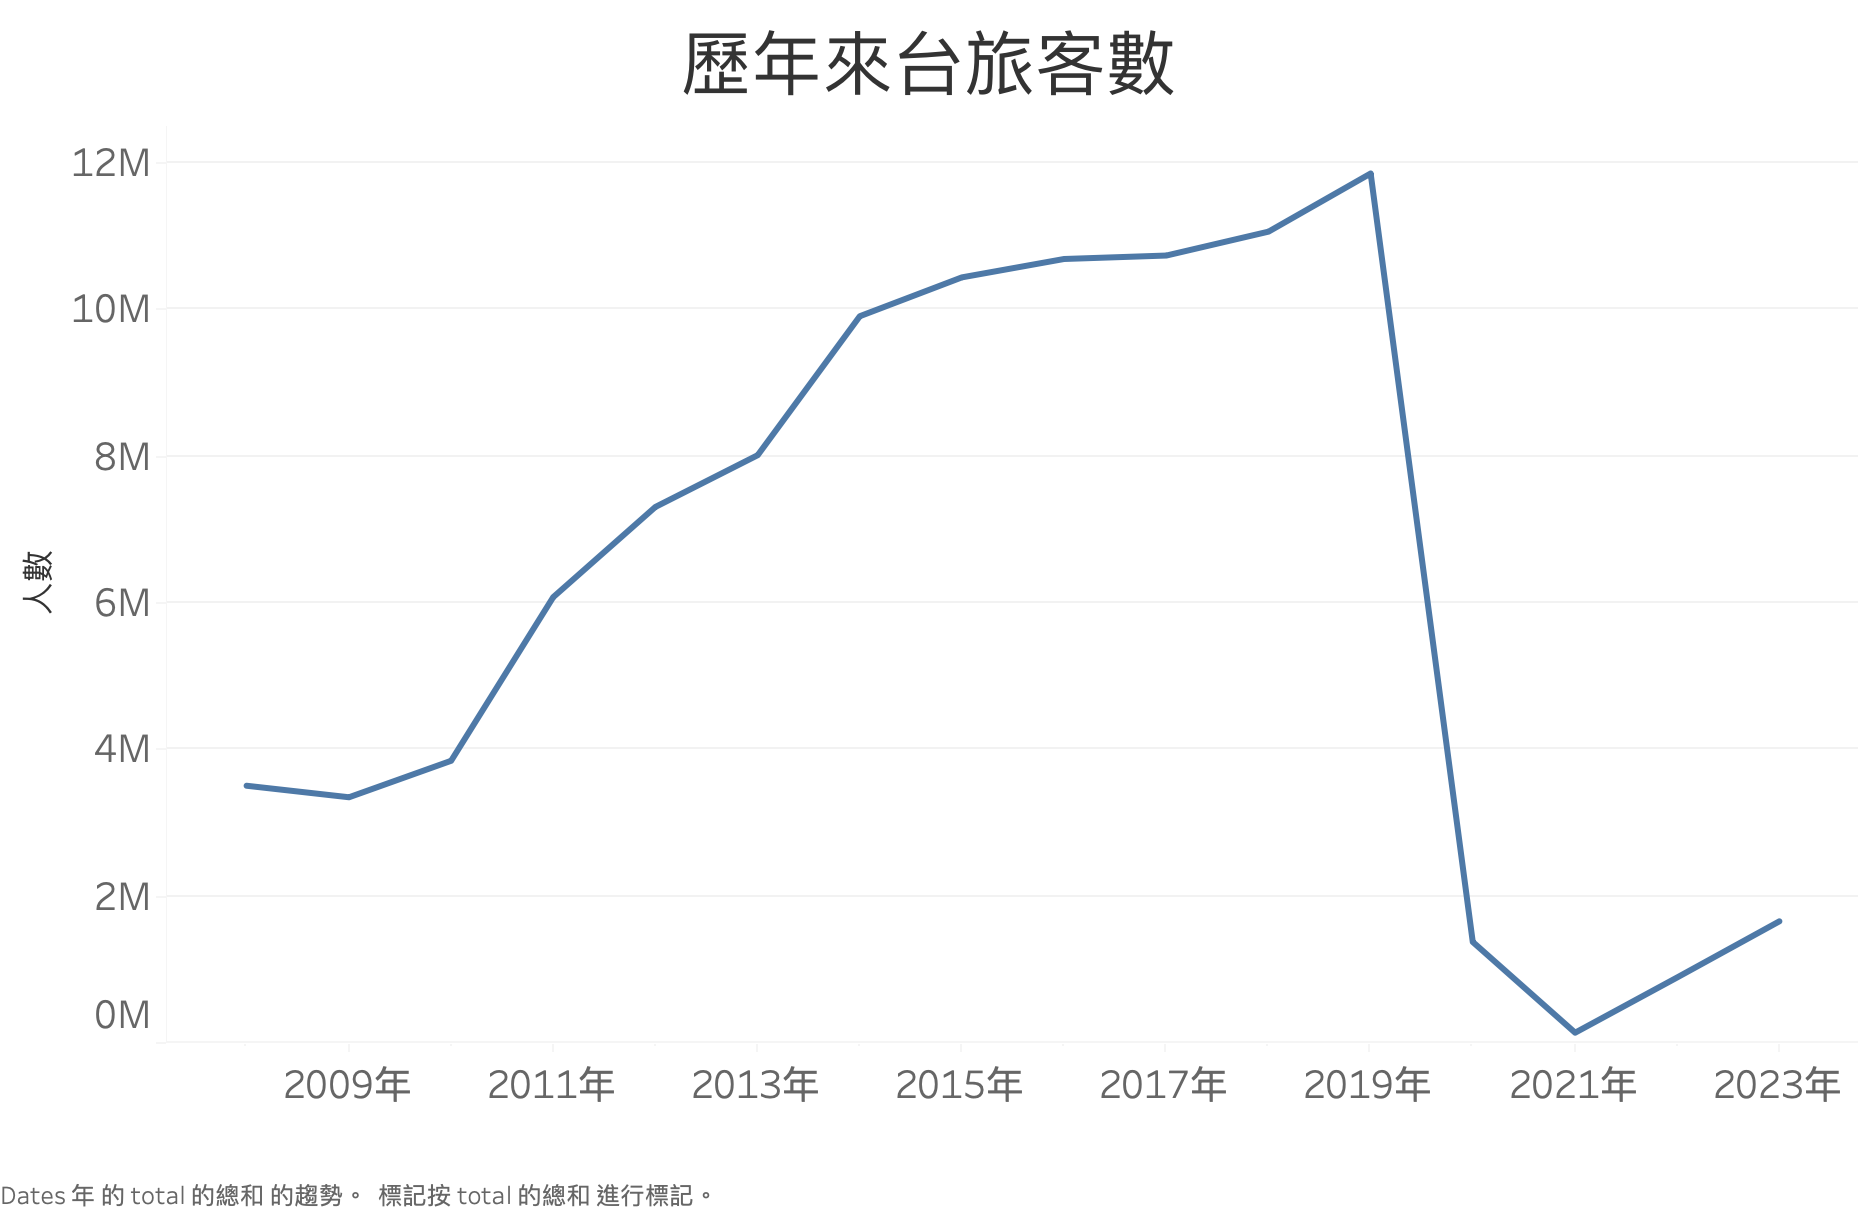 歷年來台旅客數
12M
10M
8M
6M
4M
2M
0M
人數
2009年 2011年 2013年 2015年 2017年 2019年 2021年 2023年
Dates 年 的 total 的總和 的趨勢。 標記按 total 的總和 進行標記。